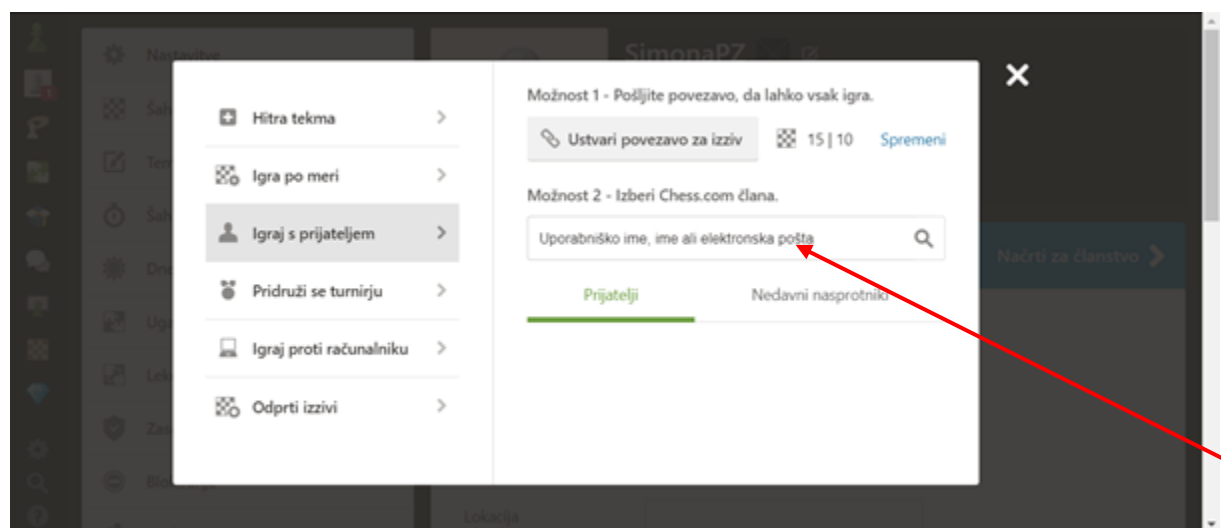 Nastavitve
SimonaPZ
Hitra tekma
Igra po meri
Igraj s prijateljem
Pridruži se turnirju
Igraj proti računalniku
Odprti izzivi
Možnost 1 - Pošljite povezavo, da lahko vsak igra.
Ustvari povezavo za izziv
15 | 10
Spremeni
Možnost 2 - Izberi Chess.com člana.
Uporabniško ime, ime ali elektronska pošta
Prijatelji
Nedavni nasprotniki
Načrti za članstvo
Lokacija